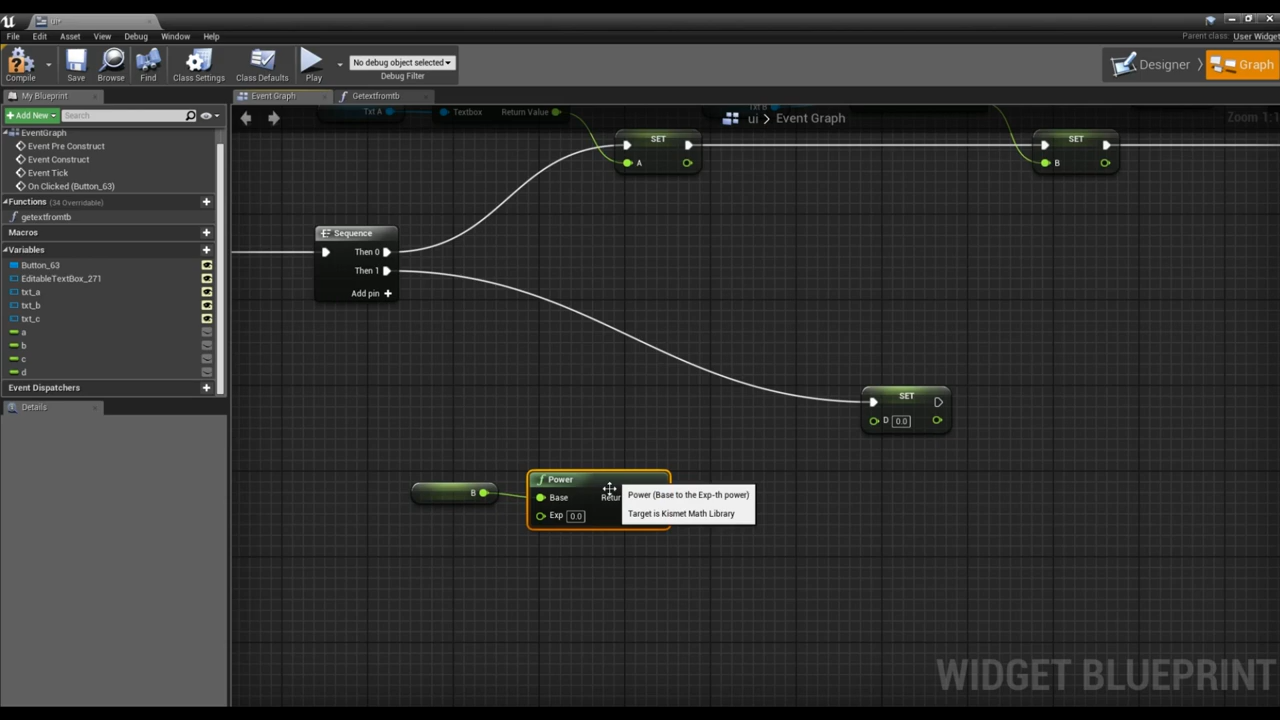 ui*
File Edit Asset View Debug Window Help
Parent class: User Widget
Compile Save Browse Find Class Settings Class Defaults Play
No debug object selected
Debug Filter
Designer Graph
My Blueprint
Event Graph
Getextfromtb
Add New
Search
EventGraph
Event Pre Construct
Event Construct
Event Tick
On Clicked (Button_63)
Functions (34 Overridable)
getextfromtb
Macros
Variables
Button_63
EditableTextBox_271
txt_a
txt_b
txt_c
a
b
c
d
Event Dispatchers
Details
Txt A
Textbox Return Value
Txt B
ui > Event Graph
Zoom 1:1
SET
A
SET
B
Sequence
Then 0
Then 1
Add pin
SET
D 0.0
B
Power
Base
Exp 0.0
Power (Base to the Exp-th power)
Target is Kismet Math Library
WIDGET BLUEPRINT